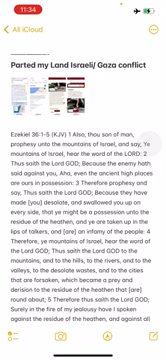 11:34
All iCloud
----------------
Parted my Land Israeli/ Gaza conflict
Ezekiel 36:1-5 (KJV) 1 Also, thou son of man,
prophesy unto the mountains of Israel, and say, Ye
mountains of Israel, hear the word of the LORD: 2
Thus saith the Lord GOD; Because the enemy hath
said against you, Aha, even the ancient high places
are ours in possession: 3 Therefore prophesy and
say, Thus saith the Lord GOD; Because they have
made [you] desolate, and swallowed you up on
every side, that ye might be a possession unto the
residue of the heathen, and ye are taken up in the
lips of talkers, and [are] an infamy of the people: 4
Therefore, ye mountains of Israel, hear the word of
the Lord GOD; Thus saith the Lord GOD to the
mountains, and to the hills, to the rivers, and to the
valleys, to the desolate wastes, and to the cities
that are forsaken, which became a prey and
derision to the residue of the heathen that [are]
round about; 5 Therefore thus saith the Lord GOD;
Surely in the fire of my jealousy have I spoken
against the residue of the heathen, and against all